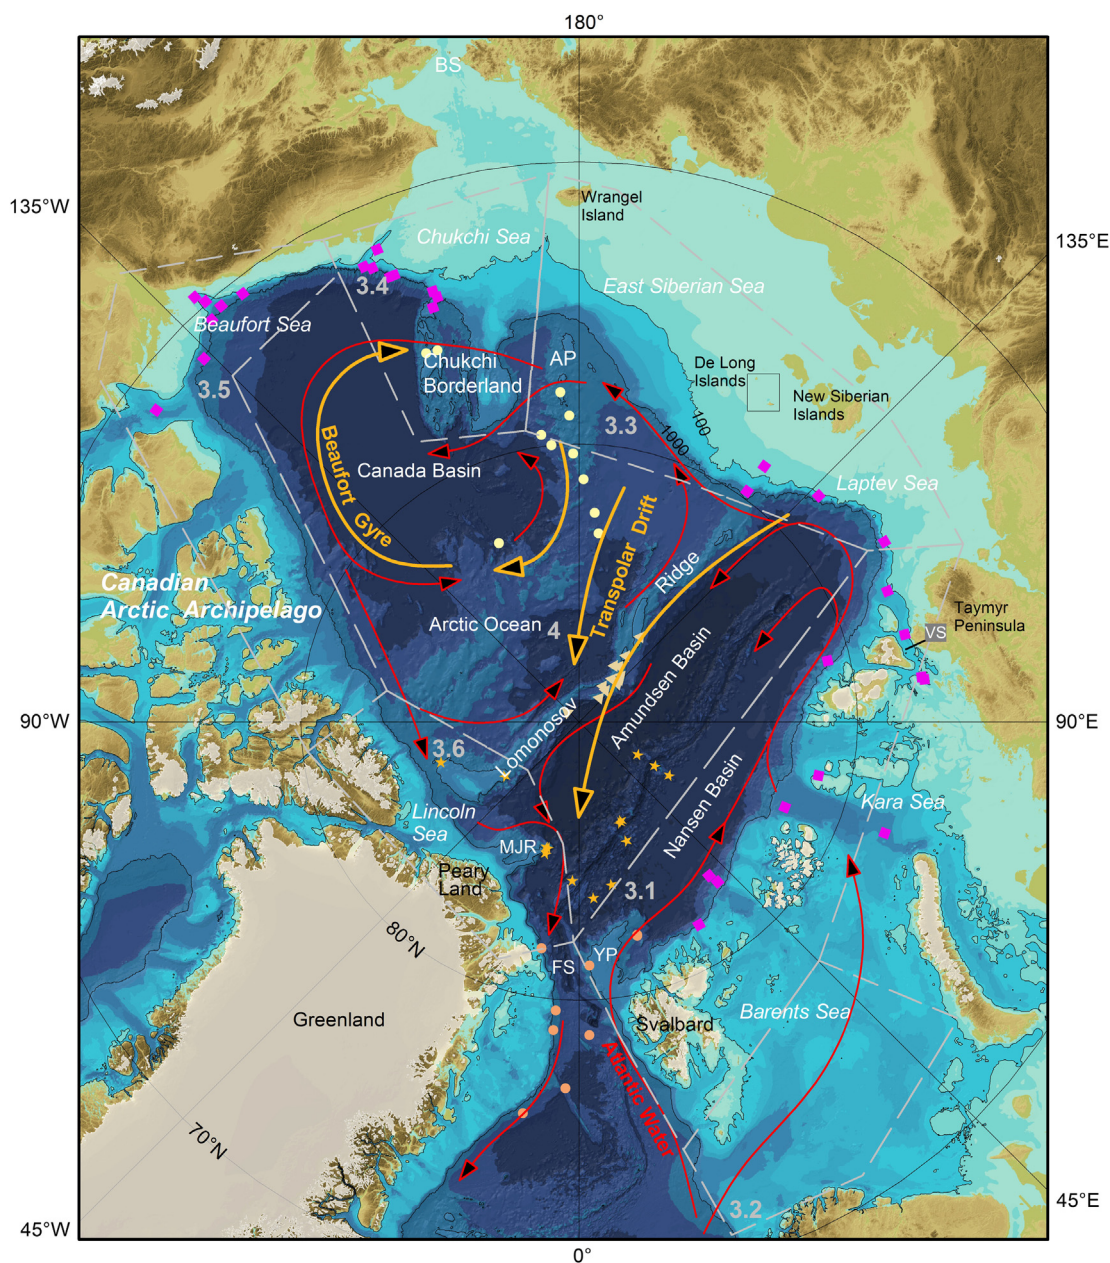 180°
BS
135°W
Wrangel
Island
135°E
Chukchi Sea
3.4
East Siberian Sea
Beaufort Sea
3.5
Chukchi
Borderland
AP
De Long
Islands
New Siberian
Islands
3.3
100
1000
Beaufort Gyre
Canada Basin
Laptev Sea
Transpolar Drift
Canadian
Arctic Archipelago
Ridge
Arctic Ocean
4
Taymyr
Peninsula
VS
Amundsen Basin
90°W
90°E
3.6
Lomonosov
Nansen Basin
Kara Sea
Lincoln
Sea
MJR
Peary
Land
3.1
80°N
FS
YP
Greenland
Svalbard
Barents Sea
Atlantic Water
70°N
3.2
45°W
45°E
0°